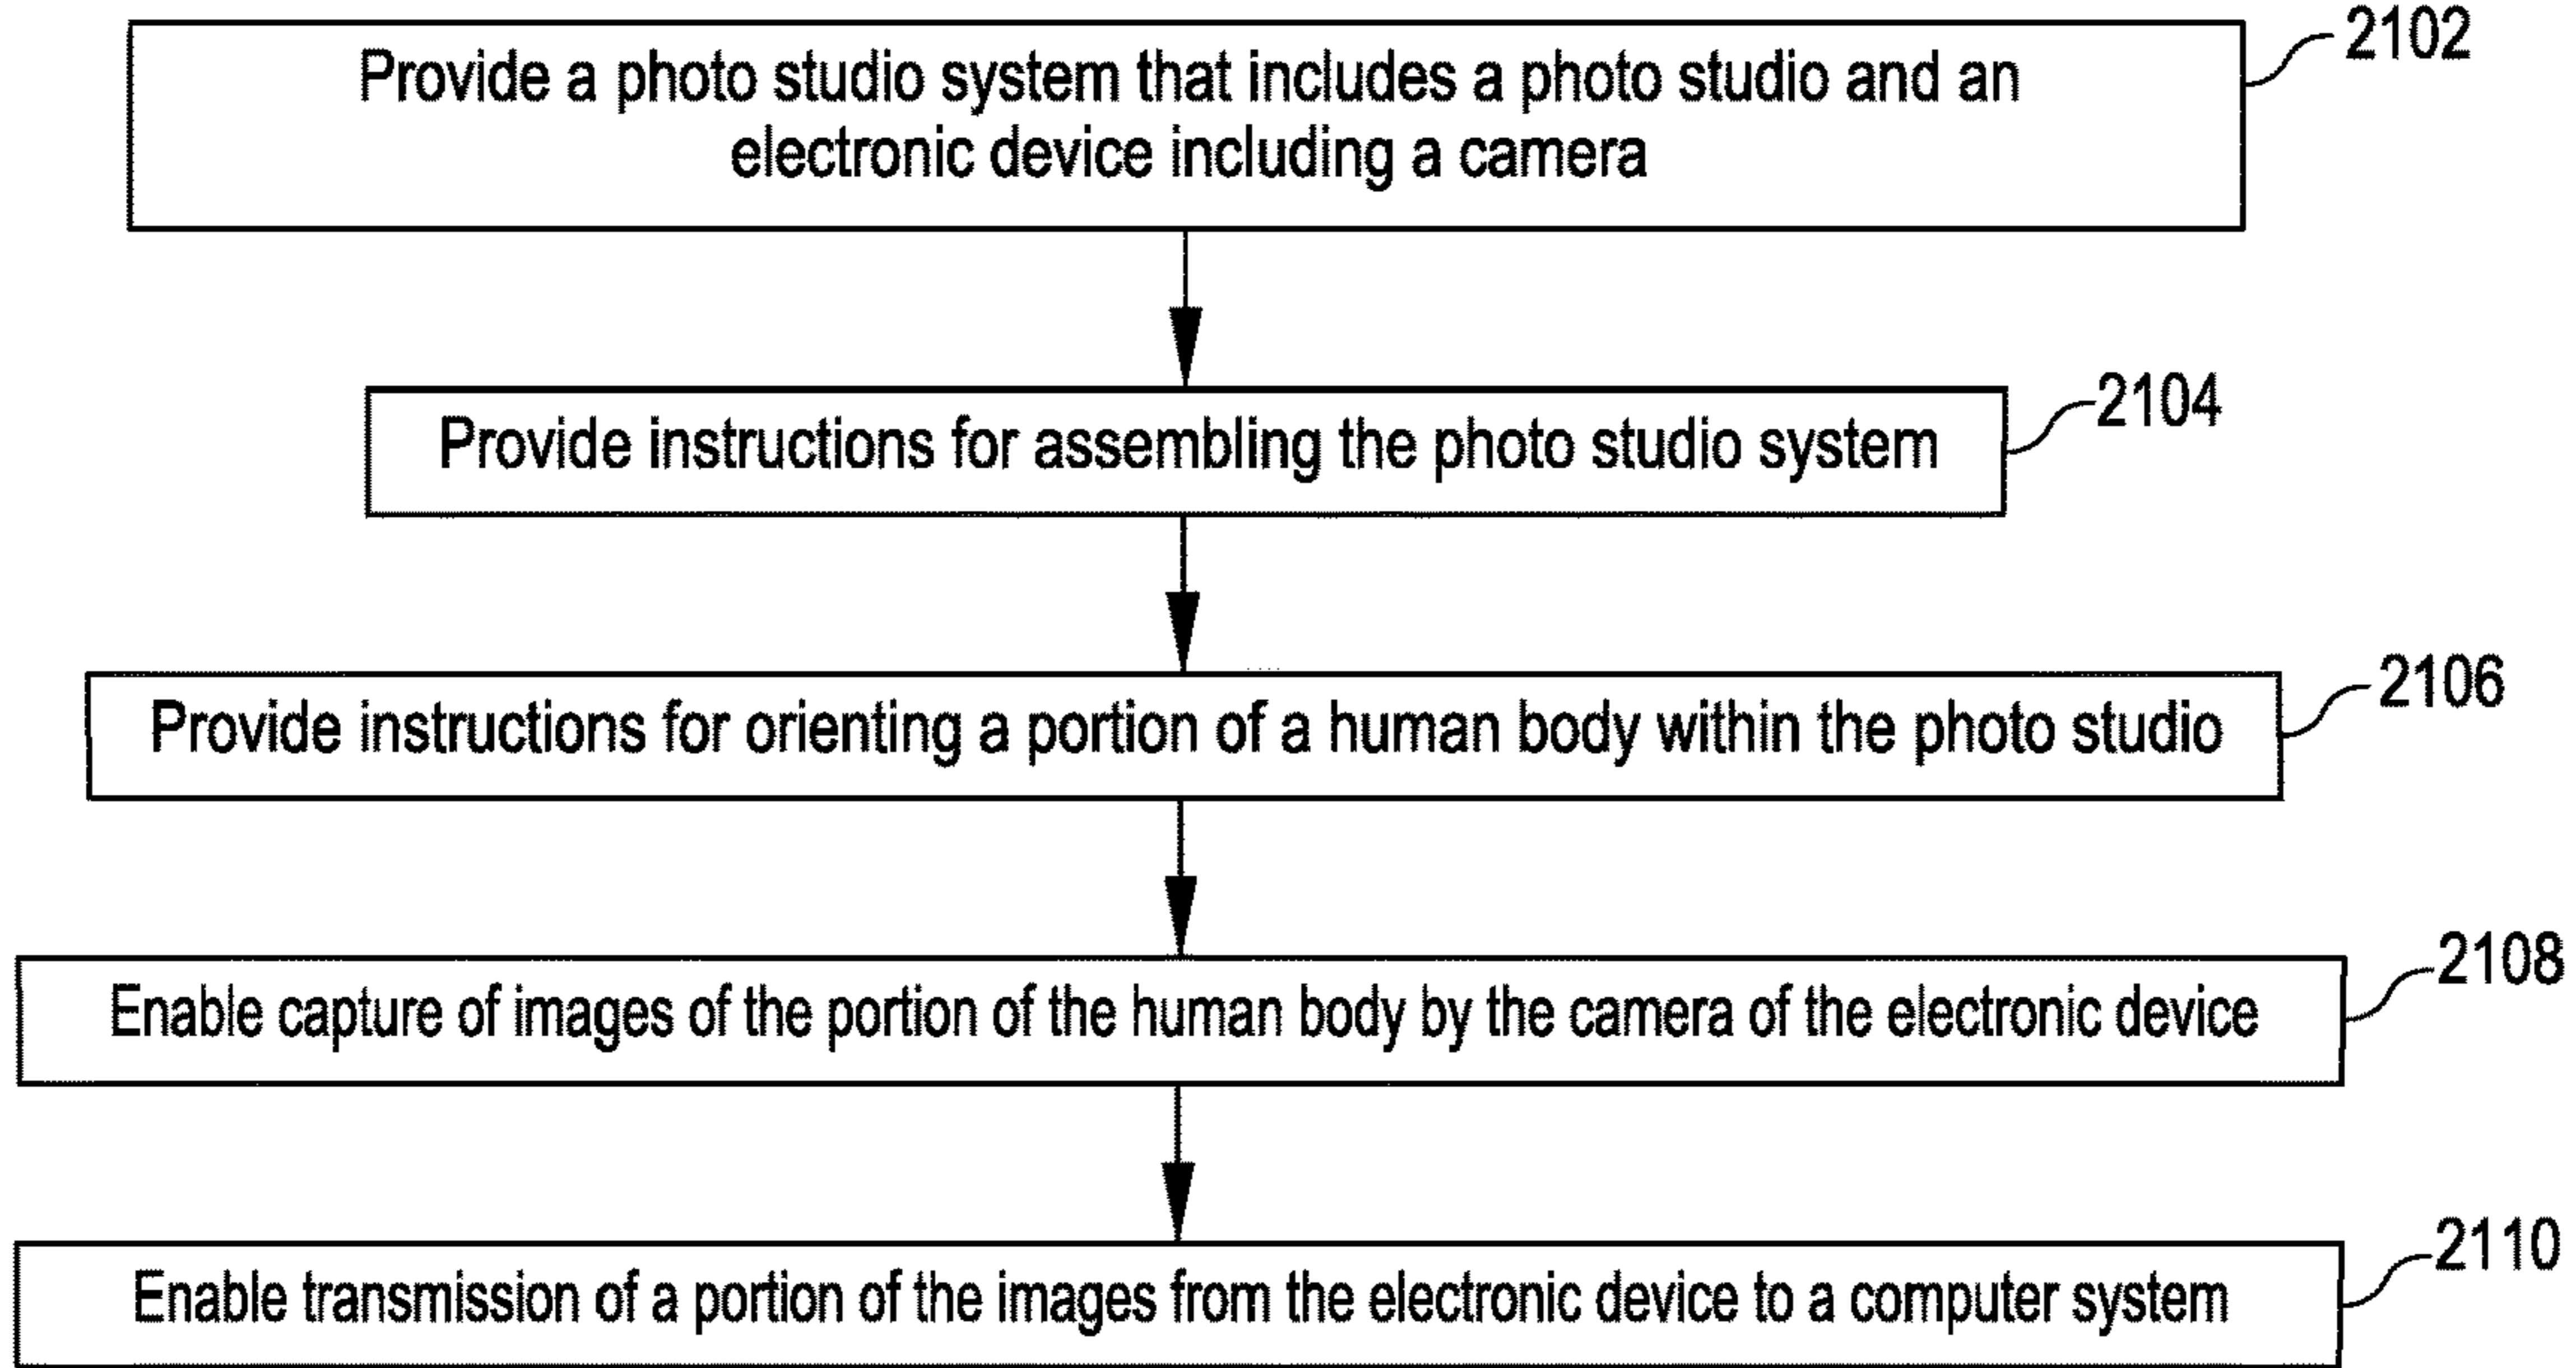 2102
Provide a photo studio system that includes a photo studio and an
electronic device including a camera
2104
Provide instructions for assembling the photo studio system
2106
Provide instructions for orienting a portion of a human body within the photo studio
2108
Enable capture of images of the portion of the human body by the camera of the electronic device
2110
Enable transmission of a portion of the images from the electronic device to a computer system